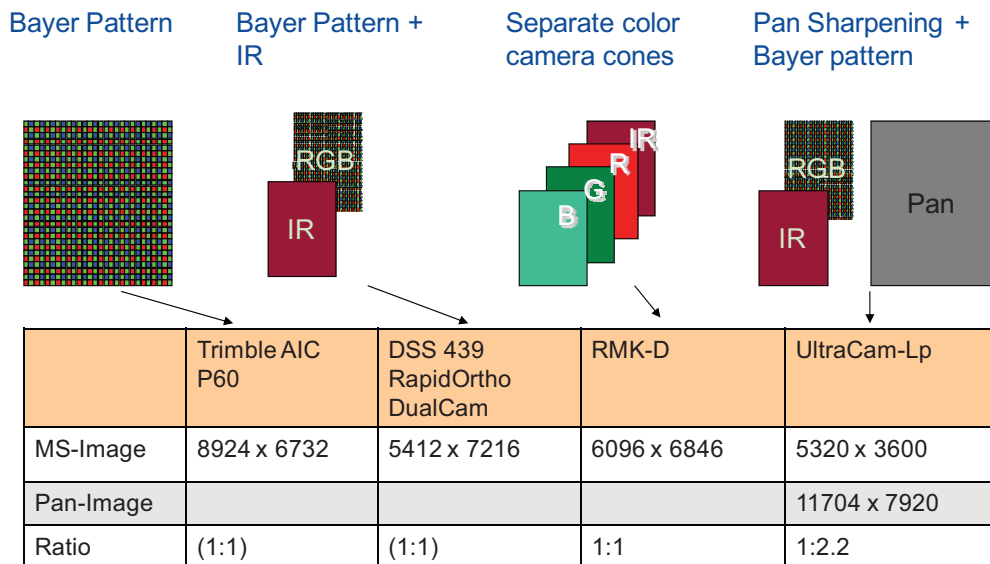 Bayer Pattern
Bayer Pattern +
IR
Separate color
camera cones
Pan Sharpening +
Bayer pattern
RGB
IR
IR
R
G
B
RGB
IR
Pan
Trimble AIC
P60
DSS 439
RapidOrtho
DualCam
RMK-D
UltraCam-Lp
MS-Image
8924 x 6732
5412 x 7216
6096 x 6846
5320 x 3600
Pan-Image
11704 x 7920
Ratio
(1:1)
(1:1)
1:1
1:2.2